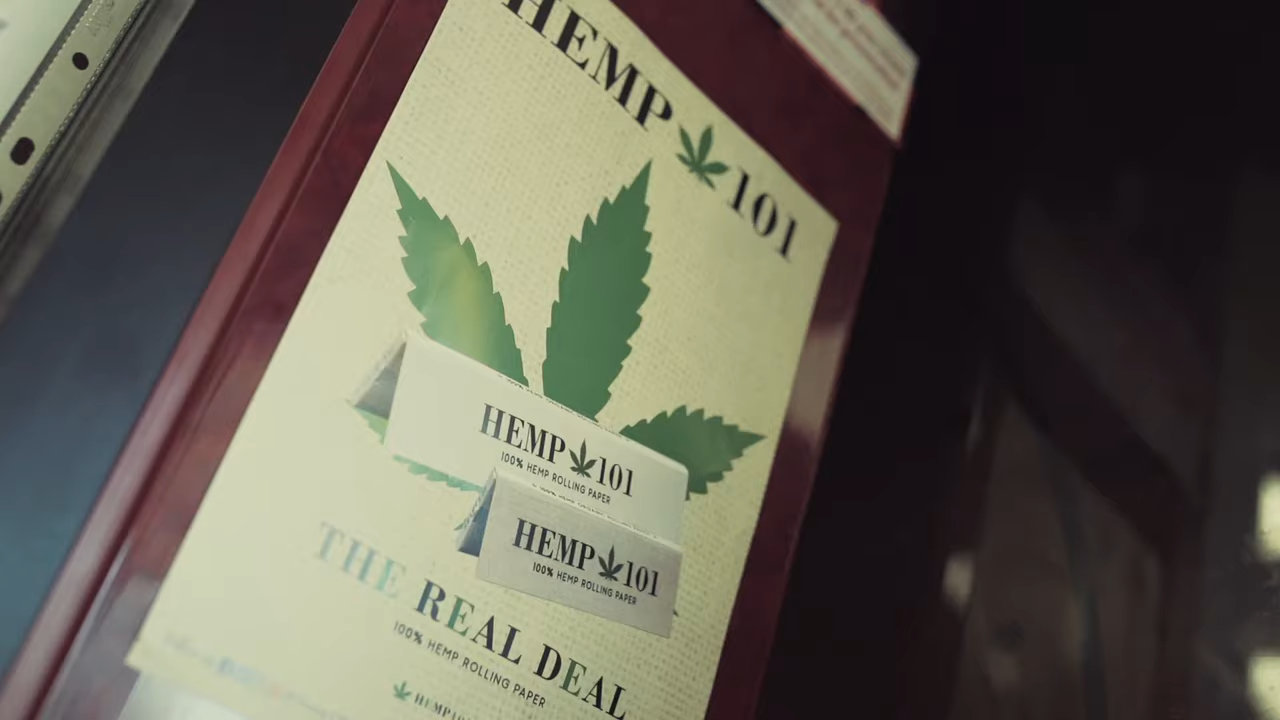 HEMP 101
HEMP 101
100% HEMP ROLLING PAPER
HEMP 101
100% HEMP ROLLING PAPER
THE REAL DEAL
100% HEMP ROLLING PAPER